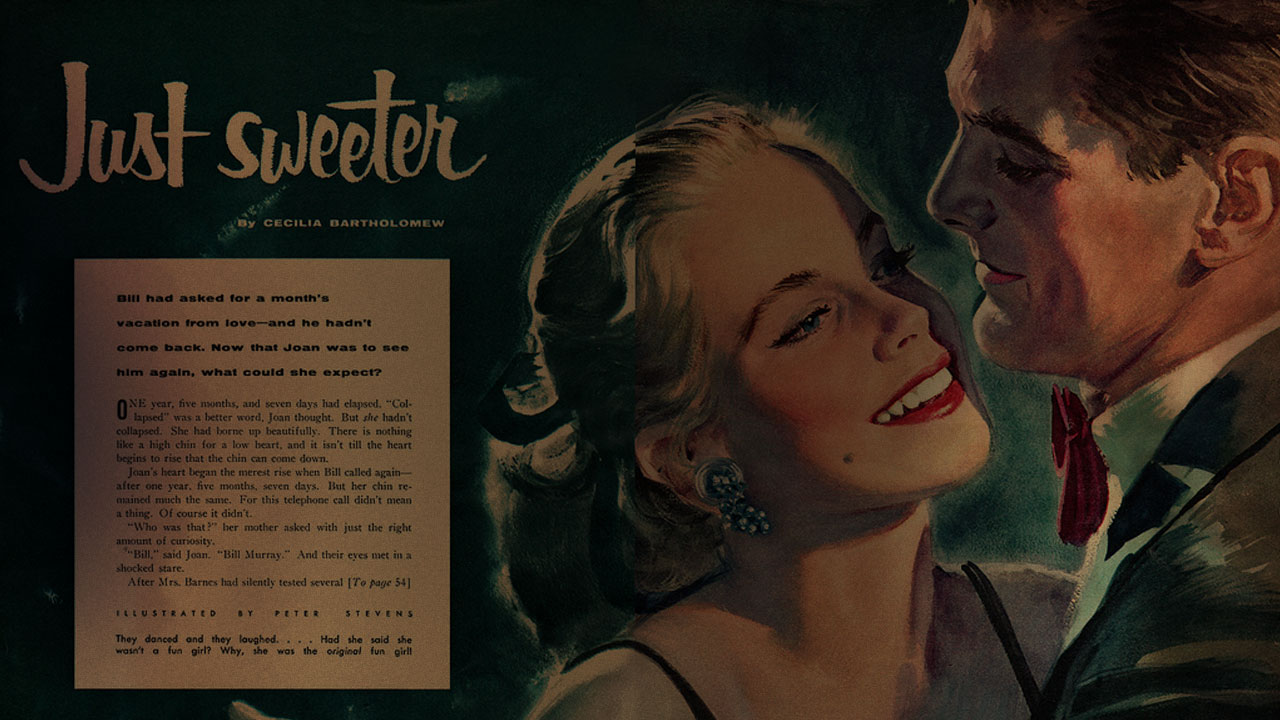 Just sweeter
By CECILIA BARTHOLOMEW
Bill had asked for a month's
vacation from love—and he hadn't
come back. Now that Joan was to see
him again, what could she expect?
ONE year, five months, and seven days had elapsed. "Col-
lapsed" was a better word, Joan thought. But she hadn't
collapsed. She had borne up beautifully. There is nothing
like a high chin for a low heart, and it isn't till the heart
begins to rise that the chin can come down.
Joan's heart began the merest rise when Bill called again—
after one year, five months, seven days. But her chin re-
mained much the same. For this telephone call didn't mean
a thing. Of course it didn't.
"Who was that?" her mother asked with just the right
amount of curiosity.
"Bill," said Joan. "Bill Murray." And their eyes met in a
shocked stare.
After Mrs. Barnes had silently tested several [To page 54]
ILLUSTRATED BY PETER STEVENS
They danced and they laughed. . . . Had she said she
wasn't a fun girl? Why, she was the original fun girl!